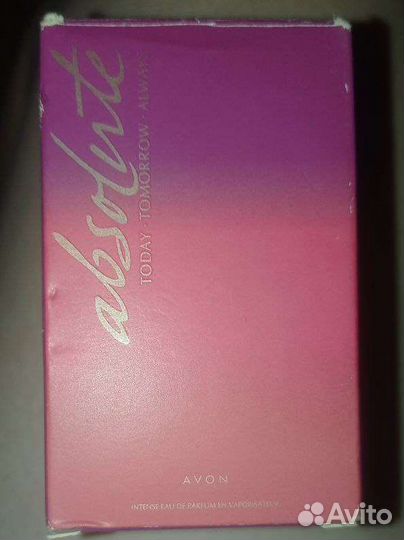 absolute
TODAY · TOMORROW · ALWAYS
AVON
INTENSE EAU DE PARFUM EN VAPORISATEUR
Avito